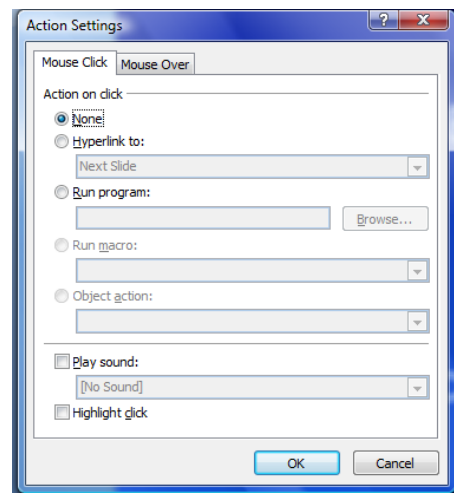 Action Settings
Mouse Click Mouse Over
Action on click
None
Hyperlink to:
Next Slide
Run program:
Browse...
Run macro:
Object action:
Play sound:
[No Sound]
Highlight click
OK Cancel